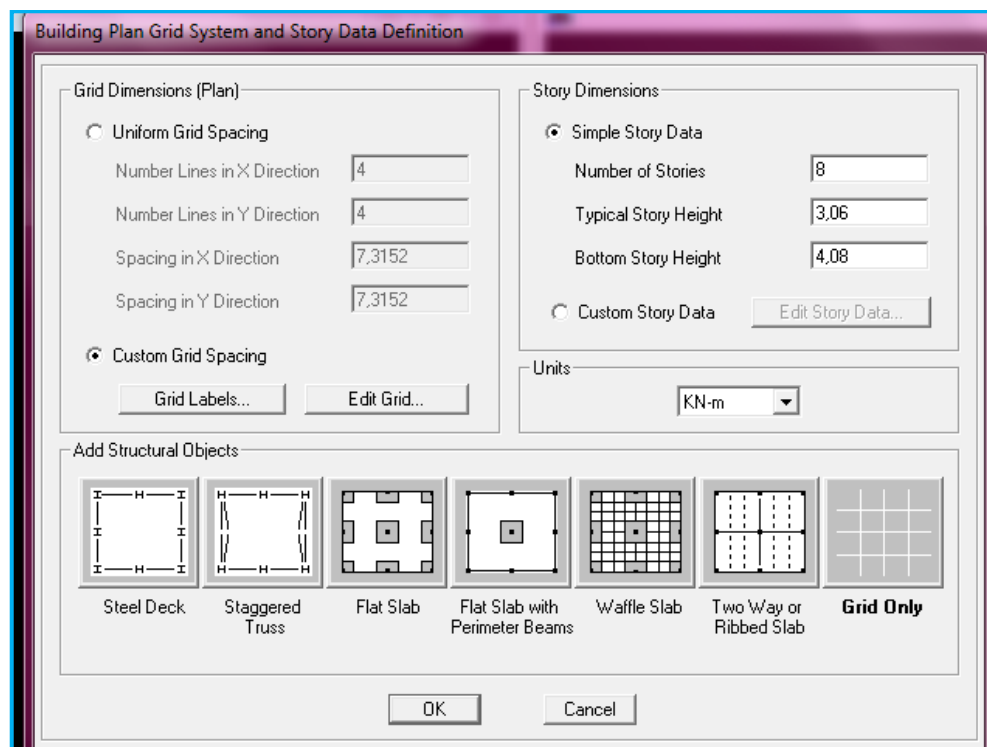 Building Plan Grid System and Story Data Definition
Grid Dimensions (Plan)
Uniform Grid Spacing
Number Lines in X Direction 4
Number Lines in Y Direction 4
Spacing in X Direction 7,3152
Spacing in Y Direction 7,3152
Custom Grid Spacing
Grid Labels... Edit Grid...
Story Dimensions
Simple Story Data
Number of Stories 8
Typical Story Height 3,06
Bottom Story Height 4,08
Custom Story Data Edit Story Data...
Units
KN-m
Add Structural Objects
Steel Deck
Staggered
Truss
Flat Slab
Flat Slab with
Perimeter Beams
Waffle Slab
Two Way or
Ribbed Slab
Grid Only
OK Cancel